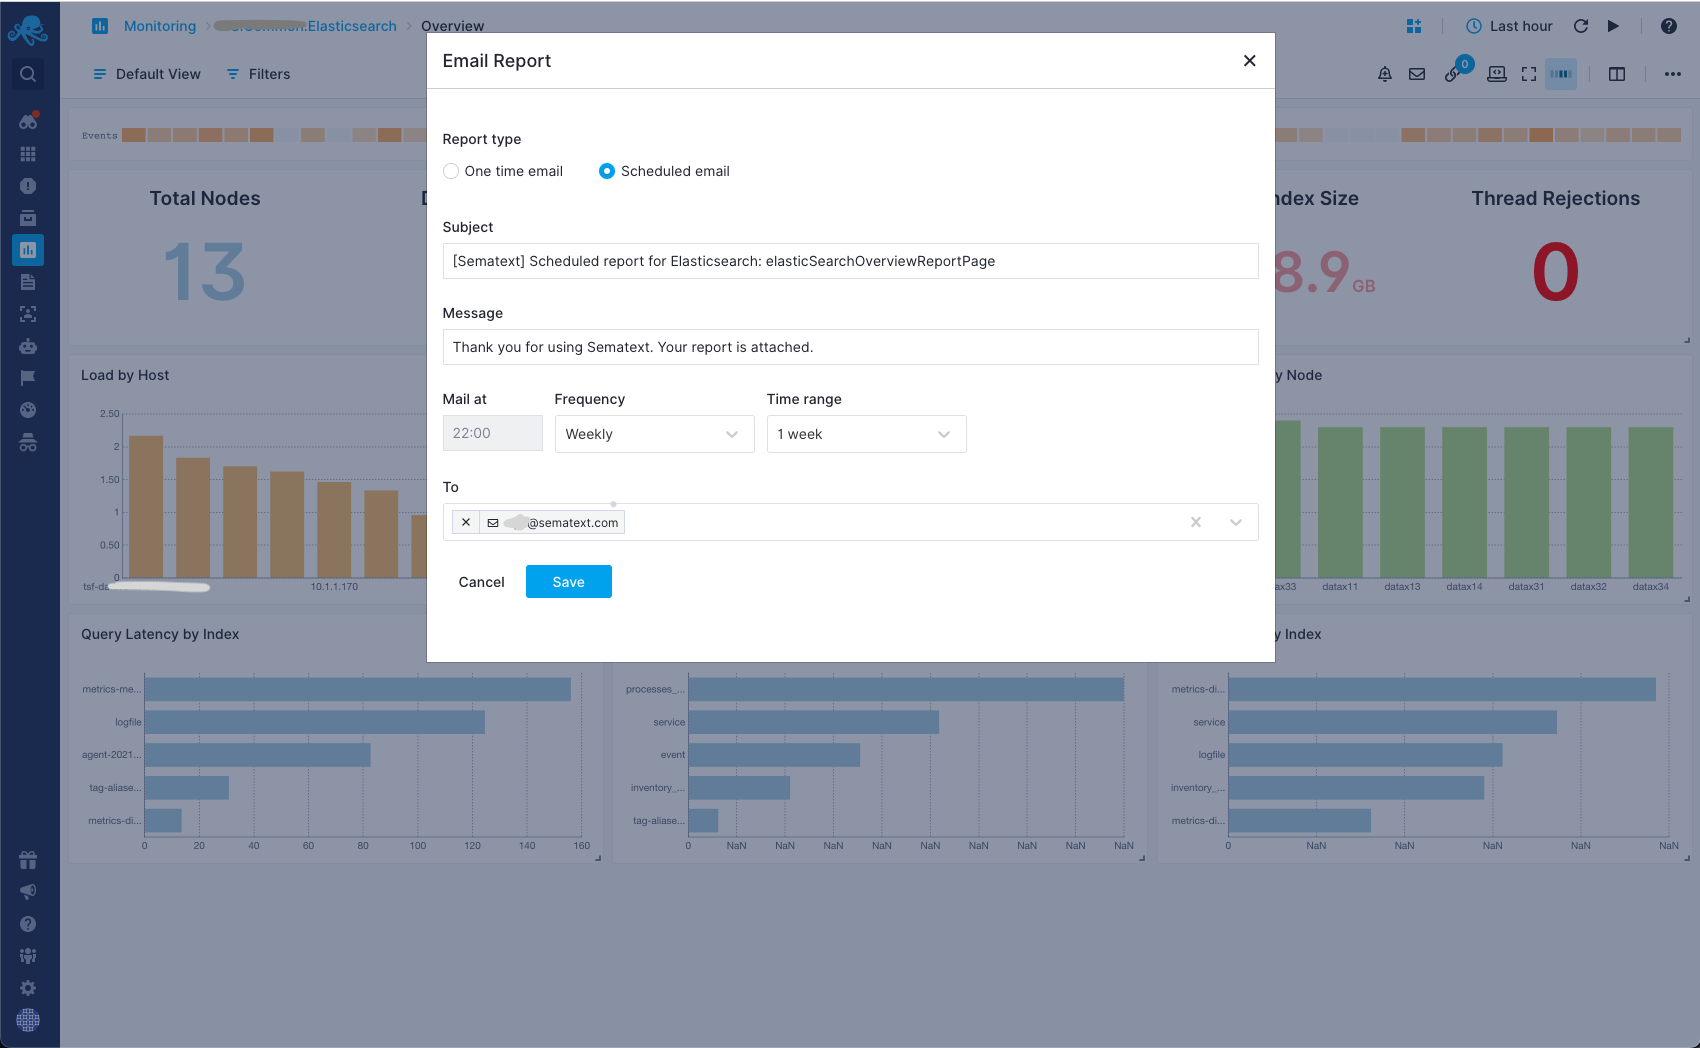 Monitoring > .Elasticsearch > Overview
Last hour
Default View Filters
0
Email Report
Report type
One time email Scheduled email
Subject
[Sematext] Scheduled report for Elasticsearch: elasticSearchOverviewReportPage
Message
Thank you for using Sematext. Your report is attached.
Mail at Frequency Time range
22:00 Weekly 1 week
To
@sematext.com
Cancel Save
Events
Total Nodes
13
D
ndex Size
8.9 GB
Thread Rejections
0
Load by Host
2.50
2
1.50
1
0.50
0
tsf-da 10.1.1.170
y Node
ax33 datax11 datax13 datax14 datax31 datax32 datax34
Query Latency by Index
metrics-me...
logfile
agent-2021...
tag-aliase...
metrics-di...
0 20 40 60 80 100 120 140 160
processes_...
service
event
inventory_...
tag-aliase...
0 NaN NaN NaN NaN NaN NaN NaN NaN NaN
y Index
metrics-di...
service
logfile
inventory_...
metrics-di...
0 NaN NaN NaN NaN NaN